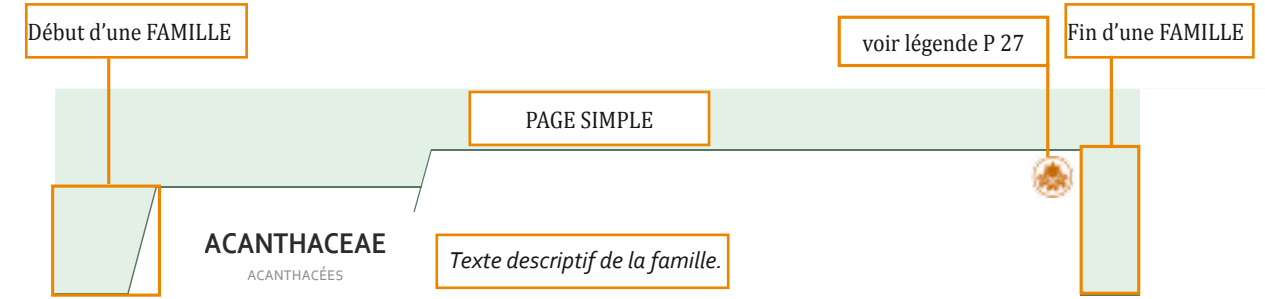 Début d’une FAMILLE
voir légende P 27
Fin d’une FAMILLE
PAGE SIMPLE
ACANTHACEAE
ACANTHACÉES
Texte descriptif de la famille.